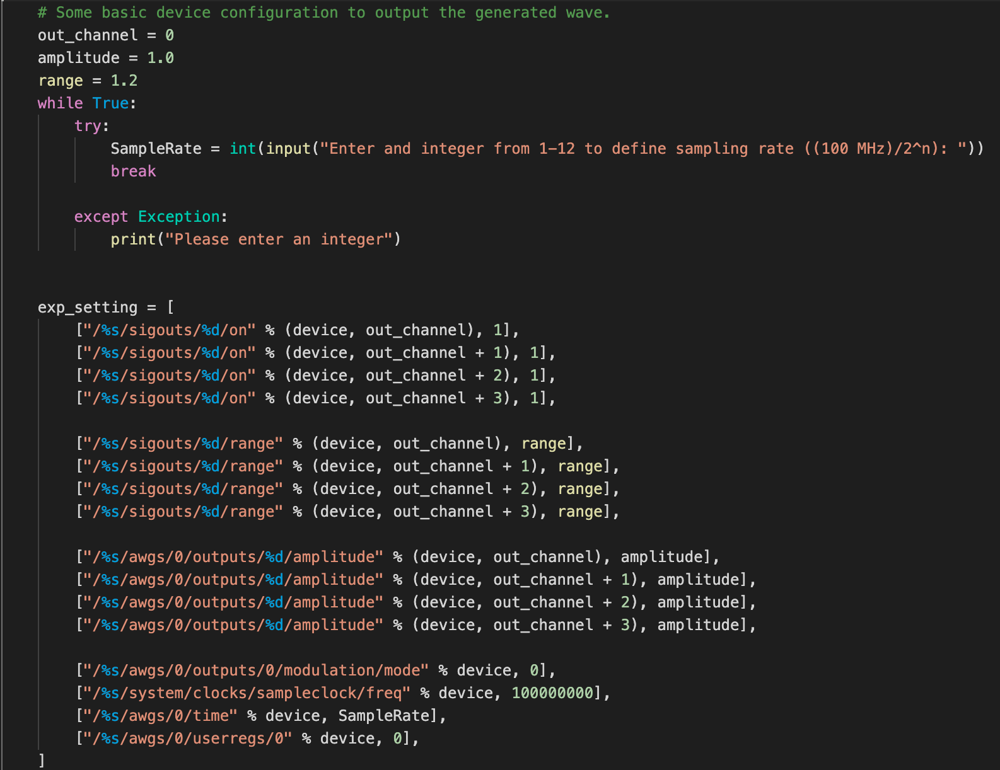 # Some basic device configuration to output the generated wave.
out_channel = 0
amplitude = 1.0
range = 1.2
while True:
    try:
        SampleRate = int(input("Enter and integer from 1-12 to define sampling rate ((100 MHz)/2^n): "))
        break

    except Exception:
        print("Please enter an integer")


exp_setting = [
    ["/%s/sigouts/%d/on" % (device, out_channel), 1],
    ["/%s/sigouts/%d/on" % (device, out_channel + 1), 1],
    ["/%s/sigouts/%d/on" % (device, out_channel + 2), 1],
    ["/%s/sigouts/%d/on" % (device, out_channel + 3), 1],

    ["/%s/sigouts/%d/range" % (device, out_channel), range],
    ["/%s/sigouts/%d/range" % (device, out_channel + 1), range],
    ["/%s/sigouts/%d/range" % (device, out_channel + 2), range],
    ["/%s/sigouts/%d/range" % (device, out_channel + 3), range],

    ["/%s/awgs/0/outputs/%d/amplitude" % (device, out_channel), amplitude],
    ["/%s/awgs/0/outputs/%d/amplitude" % (device, out_channel + 1), amplitude],
    ["/%s/awgs/0/outputs/%d/amplitude" % (device, out_channel + 2), amplitude],
    ["/%s/awgs/0/outputs/%d/amplitude" % (device, out_channel + 3), amplitude],

    ["/%s/awgs/0/outputs/0/modulation/mode" % device, 0],
    ["/%s/system/clocks/sampleclock/freq" % device, 100000000],
    ["/%s/awgs/0/time" % device, SampleRate],
    ["/%s/awgs/0/userregs/0" % device, 0],
]